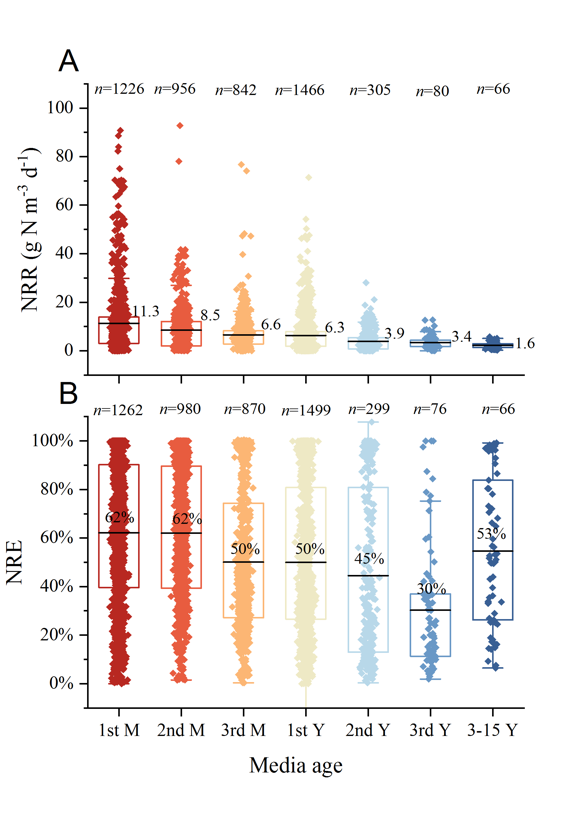 A
n=1226 n=956 n=842 n=1466 n=305 n=80 n=66
NRR (g N m⁻³ d⁻¹)
100
80
60
40
20
0
11.3 8.5 6.6 6.3 3.9 3.4 1.6
B
n=1262 n=980 n=870 n=1499 n=299 n=76 n=66
NRE
100%
80%
60%
40%
20%
0%
62% 62% 50% 50% 45% 30% 53%
1st M 2nd M 3rd M 1st Y 2nd Y 3rd Y 3-15 Y
Media age